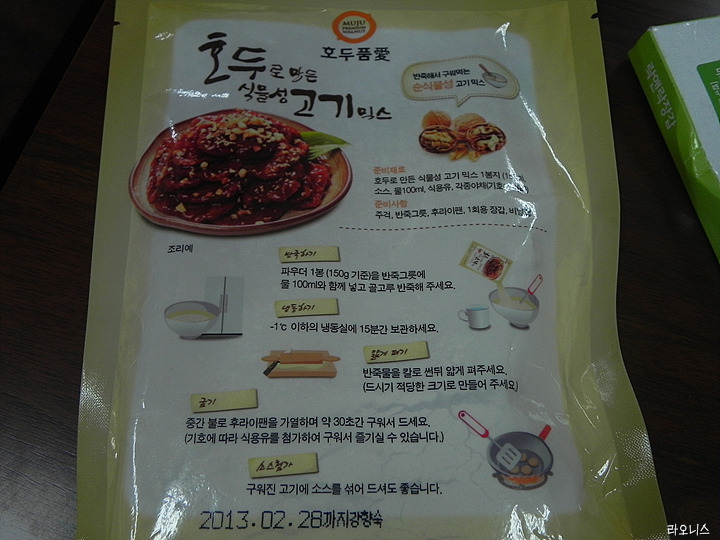 MUJU
PREMIUM
WALNUT
호두품愛
호두로 만든
식물성 고기믹스
반죽해서 구워먹는
순식물성 고기 믹스
준비재료
호두로 만든 식물성 고기 믹스 1봉지
소스, 물100ml, 식용유, 각종야채(기호
준비사항
주걱, 반죽그릇, 후라이팬, 1회용 장갑,
조리예
반죽하기
파우더 1봉 (150g 기준)을 반죽그릇에
물 100ml와 함께 넣고 골고루 반죽해 주세요.
냉동하기
-1℃ 이하의 냉동실에 15분간 보관하세요.
얇게 펴기
반죽물을 칼로 썬뒤 얇게 펴주세요.
(드시기 적당한 크기로 만들어 주세요)
굽기
중간 불로 후라이팬을 가열하며 약 30초간 구워서 드세요.
(기호에 따라 식용유를 첨가하여 구워서 즐기실 수 있습니다.)
소스첨가
구워진 고기에 소스를 섞어 드셔도 좋습니다.
2013.02.28까지강향숙
라오니스